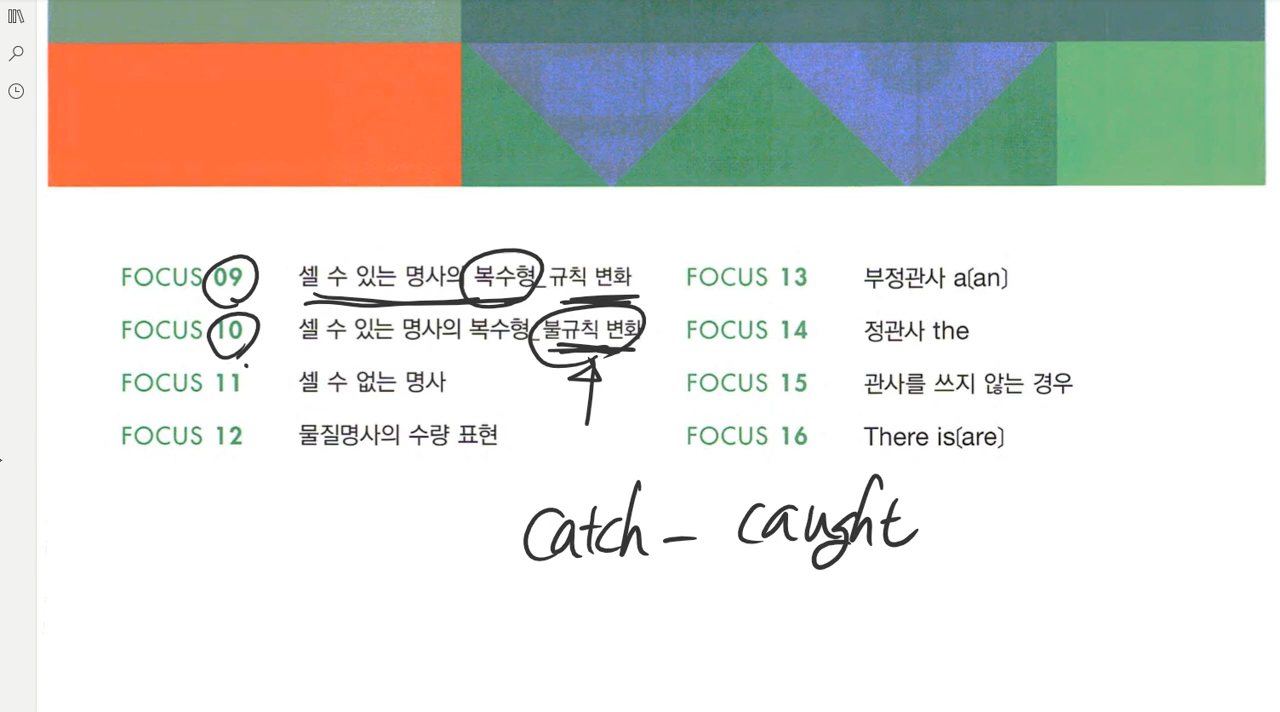 FOCUS 09 셀 수 있는 명사의 복수형_규칙 변화
FOCUS 10 셀 수 있는 명사의 복수형_불규칙 변화
FOCUS 11 셀 수 없는 명사
FOCUS 12 물질명사의 수량 표현
FOCUS 13 부정관사 a(an)
FOCUS 14 정관사 the
FOCUS 15 관사를 쓰지 않는 경우
FOCUS 16 There is(are)
catch - caught